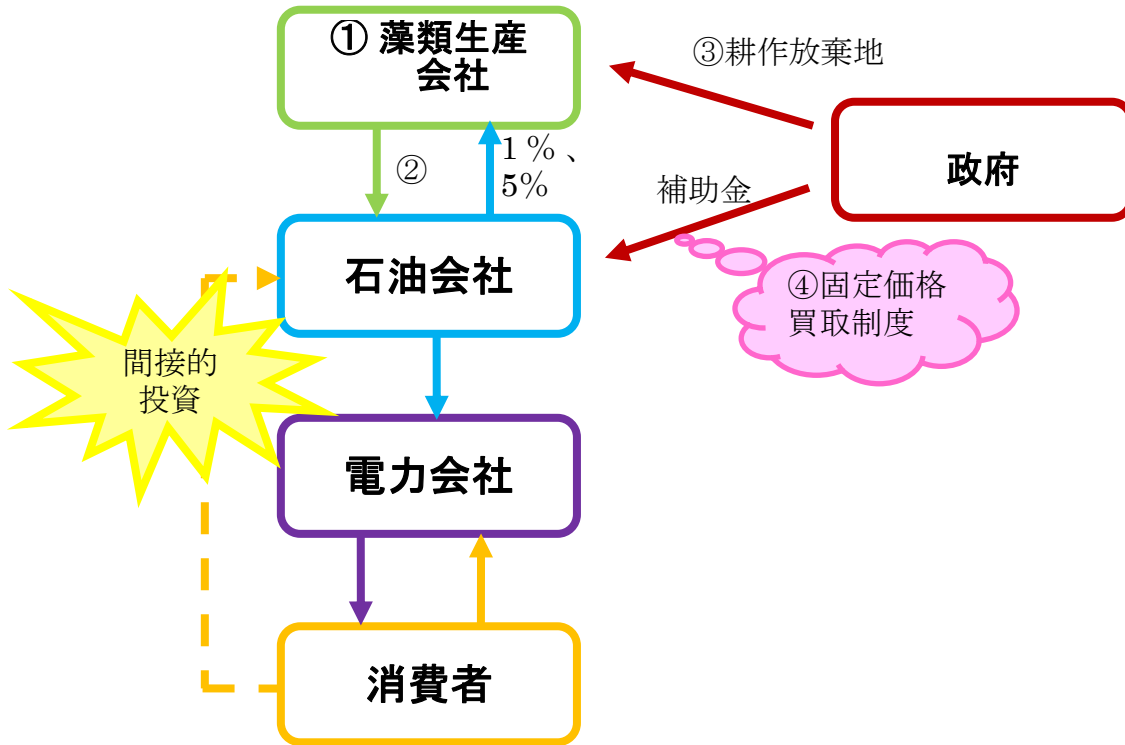 ① 藻類生産
会社
③耕作放棄地
②
1％、
5%
政府
補助金
石油会社
④固定価格
買取制度
間接的
投資
電力会社
消費者